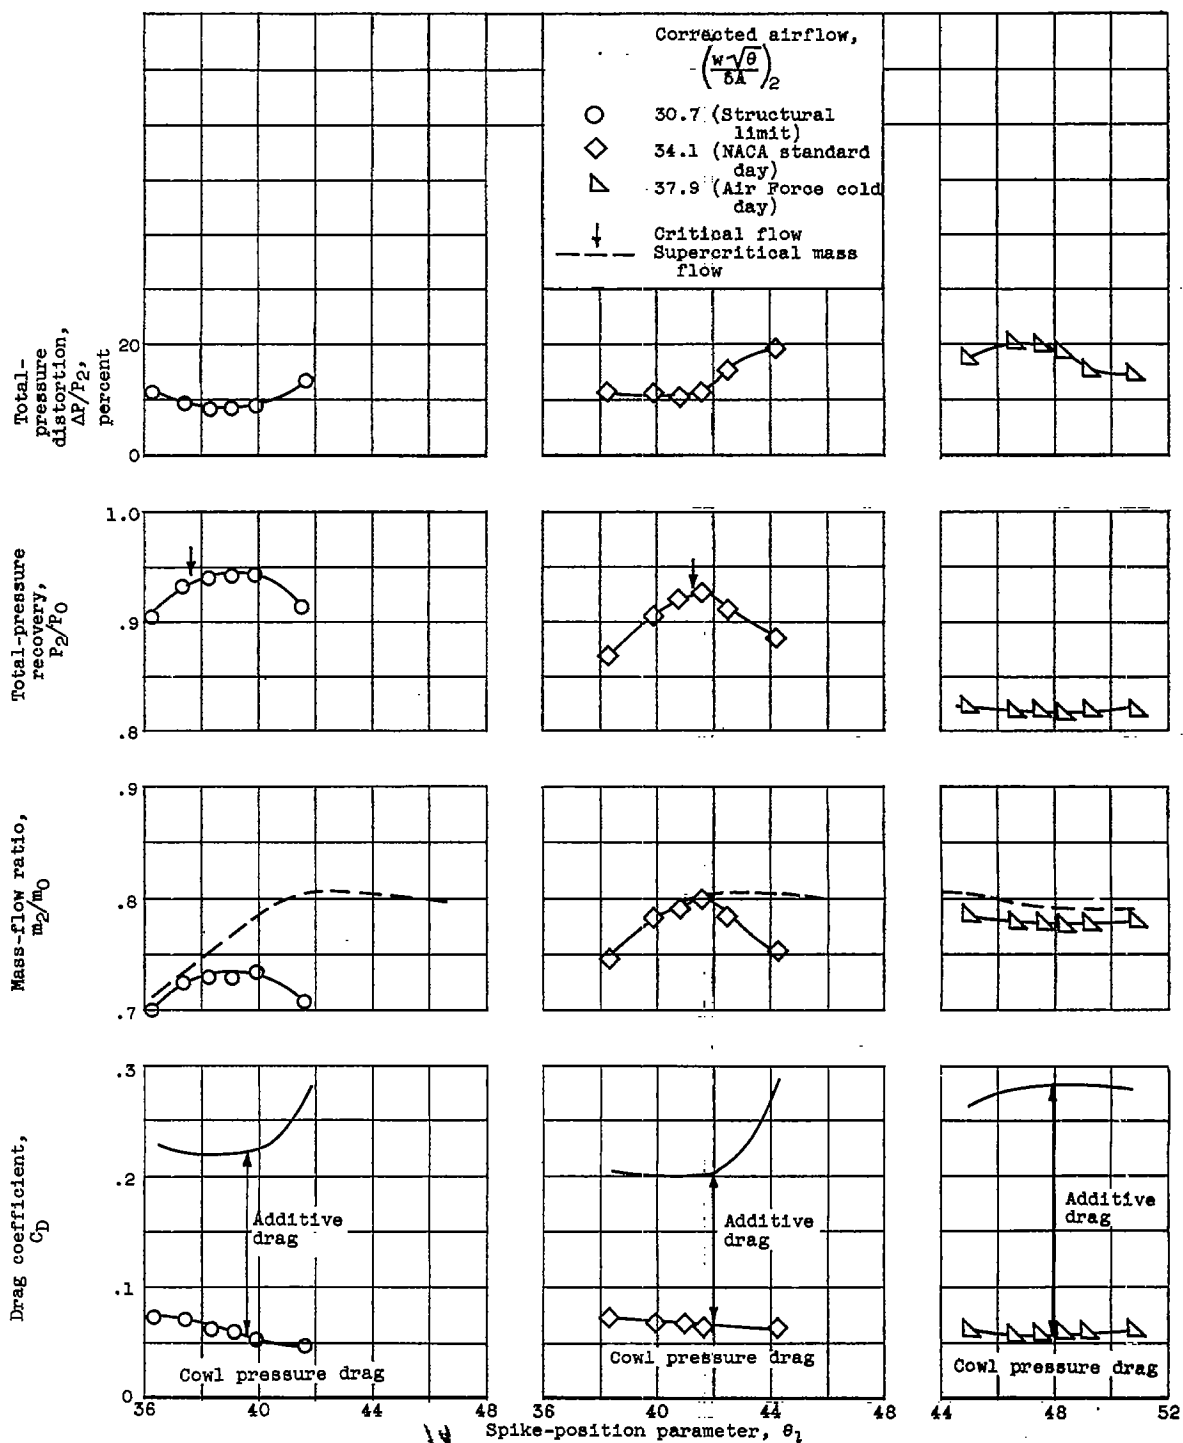 Corrected airflow,
(w√θ/δA)₂
30.7 (Structural
limit)
34.1 (NACA standard
day)
37.9 (Air Force cold
day)
Critical flow
Supercritical mass
flow
Total-
pressure
distortion,
ΔP/P₂,
percent
20
10
0
Total-pressure
recovery,
P₂/P₀
1.0
.9
.8
Mass-flow ratio,
m₂/m₀
.9
.8
.7
Drag coefficient,
C_D
.3
.2
.1
0
Additive
drag
Cowl pressure drag
Additive
drag
Cowl pressure drag
Additive
drag
Cowl pressure drag
36 40 44 48
36 40 44 48
44 48 52
Spike-position parameter, θ_l